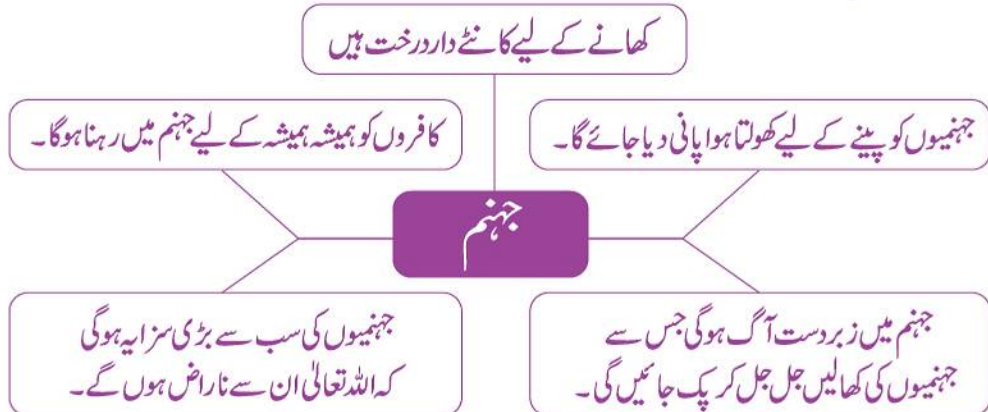 کھانے کے لیے کانٹے دار درخت ہیں
جہنمیوں کو پینے کے لیے کھولتا ہوا پانی دیا جائے گا۔
کافروں کو ہمیشہ ہمیشہ کے لیے جہنم میں رہنا ہوگا۔
جہنم
جہنم میں زبردست آگ ہوگی جس سے
جہنمیوں کی کھالیں جل جل کر پک جائیں گی۔
جہنمیوں کی سب سے بڑی سزا یہ ہوگی
کہ اللہ تعالیٰ ان سے ناراض ہوں گے۔